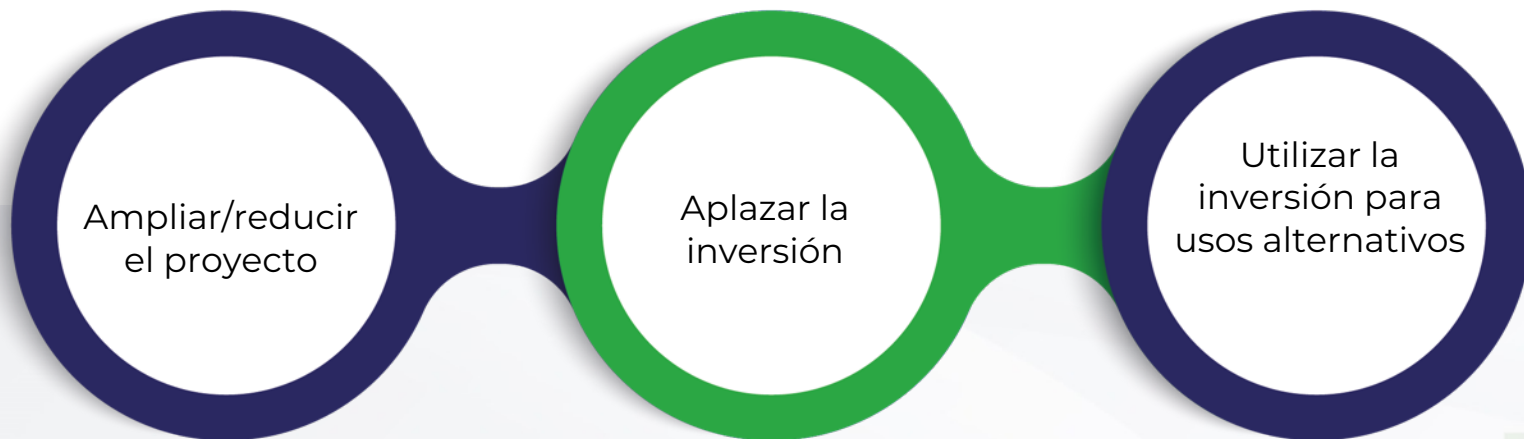 Ampliar/reducir
el proyecto
Aplazar la
inversión
Utilizar la
inversión para
usos alternativos